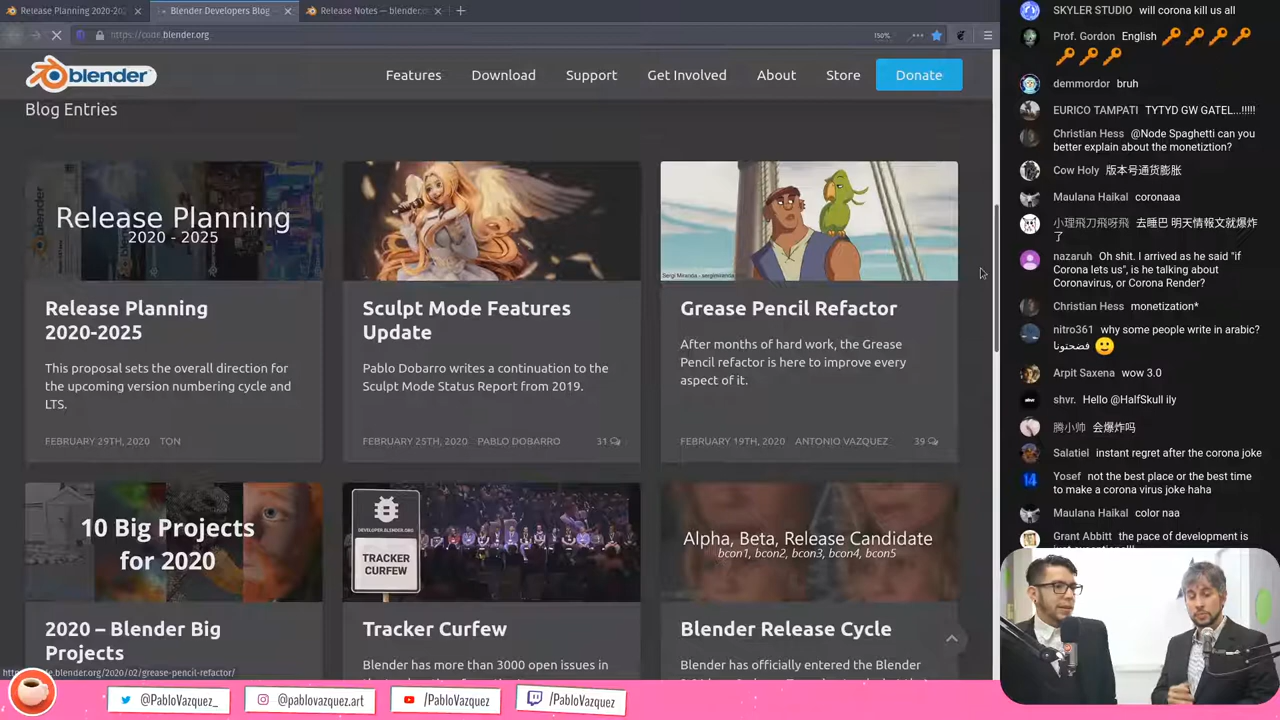 Release Planning 2020-202
Blender Developers Blog
Release Notes — blender.
https://code.blender.org
150%
blender
Features
Download
Support
Get Involved
About
Store
Donate
Blog Entries
Release Planning
2020 - 2025
Release Planning
2020-2025
This proposal sets the overall direction for
the upcoming version numbering cycle and
LTS.
FEBRUARY 29TH, 2020 TON
Sculpt Mode Features
Update
Pablo Dobarro writes a continuation to the
Sculpt Mode Status Report from 2019.
FEBRUARY 25TH, 2020 PABLO DOBARRO 31
Sergi Miranda - sergimiranda
Grease Pencil Refactor
After months of hard work, the Grease
Pencil refactor is here to improve every
aspect of it.
FEBRUARY 19TH, 2020 ANTONIO VAZQUEZ 39
10 Big Projects
for 2020
2020 – Blender Big
Projects
DEVELOPER.BLENDER.ORG
TRACKER
CURFEW
Tracker Curfew
Blender has more than 3000 open issues in
Alpha, Beta, Release Candidate
bcon1, bcon2, bcon3, bcon4, bcon5
Blender Release Cycle
Blender has officially entered the Blender
de.blender.org/2020/02/grease-pencil-refactor/
@PabloVazquez_
@pablovazquez.art
/PabloVazquez
/PabloVazquez
SKYLER STUDIO will corona kill us
all
Prof. Gordon English
demmordor bruh
EURICO TAMPATI TYTYD GW GATEL...!!!!!
Christian Hess @Node Spaghetti can you
better explain about the monetiztion?
Cow Holy 版本号通货膨胀
Maulana Haikal coronaaa
小理飛刀飛呀飛 去睡巴 明天情報文就爆炸
了
nazaruh Oh shit. I arrived as he said "if
Corona lets us", is he talking about
Coronavirus, or Corona Render?
Christian Hess monetization*
nitro361 why some people write in arabic?
فضحتونا
Arpit Saxena wow 3.0
shvr. Hello @HalfSkull ily
腾小帅 会爆炸吗
Salatiel instant regret after the corona joke
14
Yosef not the best place or the best time
to make a corona virus joke haha
Maulana Haikal color naa
Grant Abbitt the pace of development is